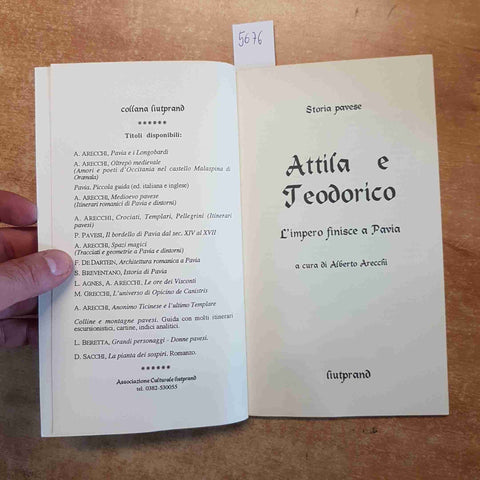 5676
collana liutprand
******
Titoli disponibili:
A. ARECCHI, Pavia e i Longobardi
A. ARECCHI, Oltrepò medievale
(Amori e poeti d'Occitania nel castello Malaspina di
Oramala)
Pavia, Piccola guida (ed. italiana e inglese)
A. ARECCHI, Medioevo pavese
(Itinerari romanici di Pavia e dintorni)
A. ARECCHI, Crociati, Templari, Pellegrini (Itinerari
pavesi)
P. PAVESI, Il bordello di Pavia dal sec. XIV al XVII
A. ARECCHI, Spazi magici
(Tracciati e geometrie a Pavia e dintorni)
F. DE DARTEIN, Architettura romanica a Pavia
S. BREVENTANO, Istoria di Pavia
L. AGNES, A. ARECCHI, Le ore dei Visconti
M. GRECCHI, L'universo di Opicino de Canistris
A. ARECCHI, Anonimo Ticinese e l'ultimo Templare
Colline e montagne pavesi. Guida con molti itinerari
escursionistici, cartine, indici analitici.
L. BERETTA, Grandi personaggi - Donne pavesi.
D. SACCHI, La pianta dei sospiri. Romanzo.
******
Associazione Culturale liutprand
tel. 0382-530055
Storia pavese
Attila e
Teodorico
L'impero finisce a Pavia
a cura di Alberto Arecchi
liutprand